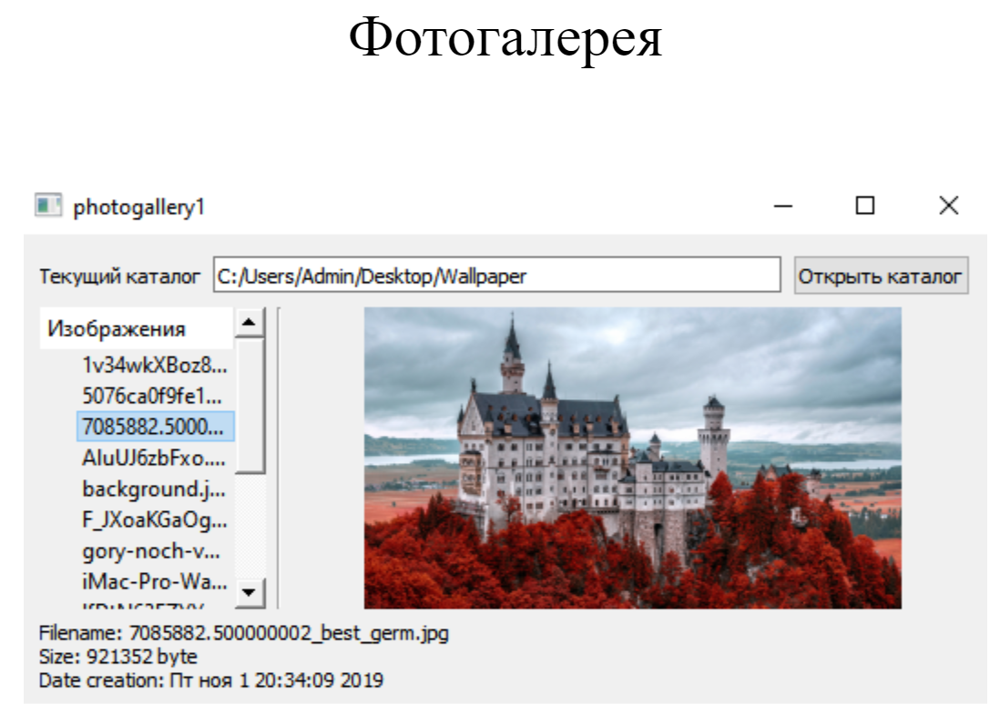 Фотогалерея
photogallery1
Текущий каталог C:/Users/Admin/Desktop/Wallpaper Открыть каталог
Изображения
1v34wkXBoz8...
5076ca0f9fe1...
7085882.5000...
AluUJ6zbFxo....
background.j...
F_JXoaKGaOg...
gory-noch-v...
iMac-Pro-Wa...
Filename: 7085882.500000002_best_germ.jpg
Size: 921352 byte
Date creation: Пт ноя 1 20:34:09 2019